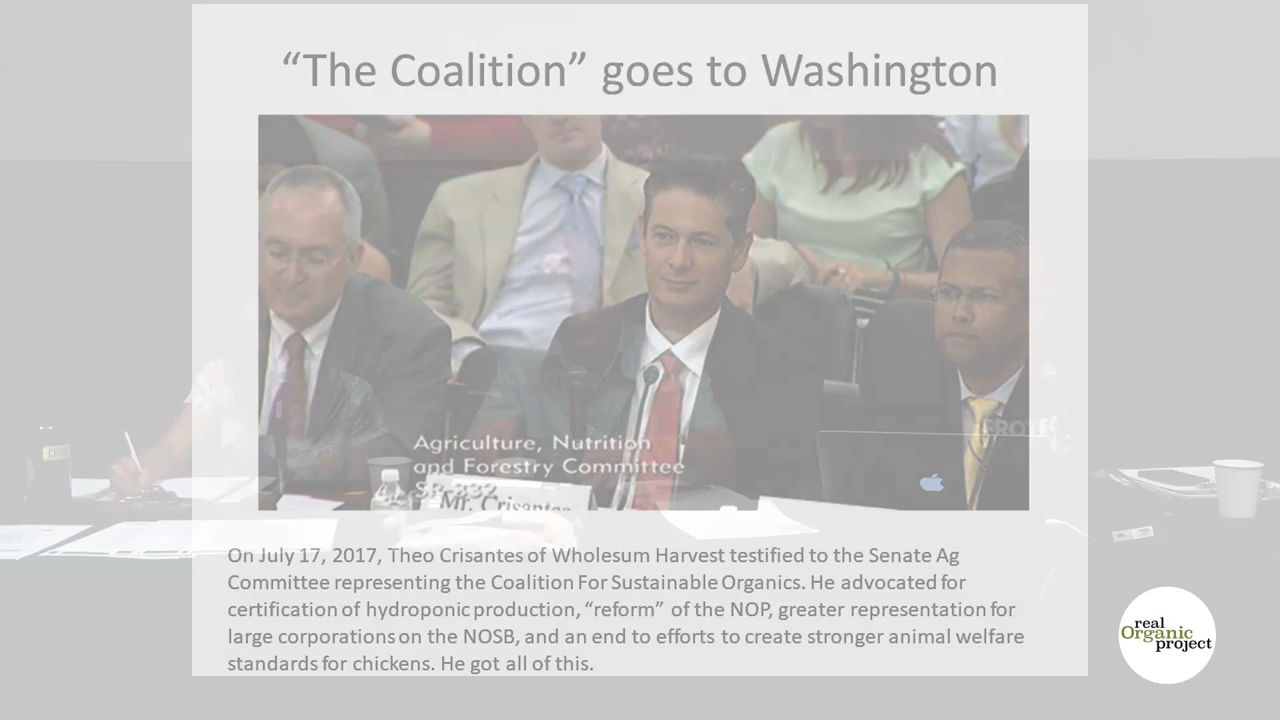 “The Coalition” goes to Washington
Agriculture, Nutrition
and Forestry Committee
SR-332
Mr. Crisantes
On July 17, 2017, Theo Crisantes of Wholesum Harvest testified to the Senate Ag
Committee representing the Coalition For Sustainable Organics. He advocated for
certification of hydroponic production, “reform” of the NOP, greater representation for
large corporations on the NOSB, and an end to efforts to create stronger animal welfare
standards for chickens. He got all of this.
real
Organic
project